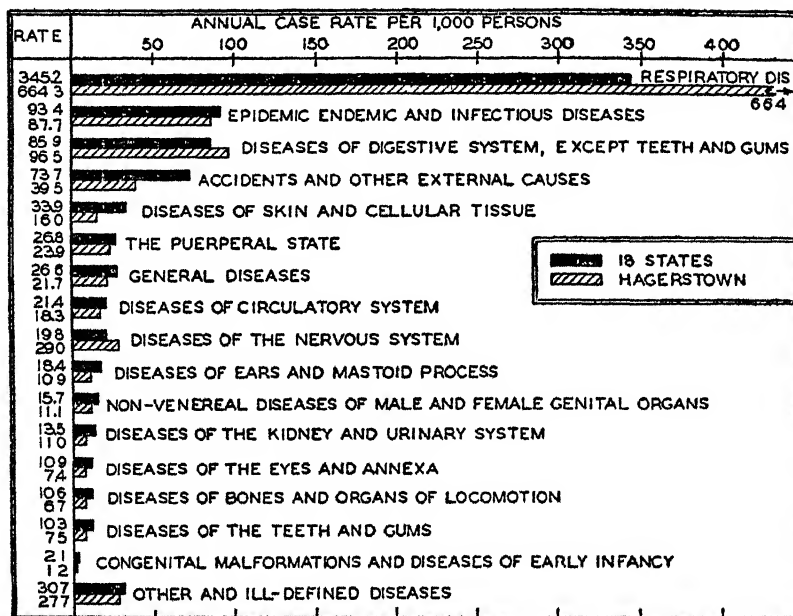 ANNUAL CASE RATE PER 1,000 PERSONS
RATE 50 100 150 200 250 300 350 400
345.2 RESPIRATORY DIS
664.3 664
93.4
87.7 EPIDEMIC ENDEMIC AND INFECTIOUS DISEASES
85.9
96.5 DISEASES OF DIGESTIVE SYSTEM, EXCEPT TEETH AND GUMS
73.7
39.5 ACCIDENTS AND OTHER EXTERNAL CAUSES
33.9
16.0 DISEASES OF SKIN AND CELLULAR TISSUE
26.8
23.9 THE PUERPERAL STATE
26.6
21.7 GENERAL DISEASES
18 STATES
HAGERSTOWN
21.4
18.3 DISEASES OF CIRCULATORY SYSTEM
19.8
29.0 DISEASES OF THE NERVOUS SYSTEM
18.4
10.9 DISEASES OF EARS AND MASTOID PROCESS
15.7
11.1 NON-VENEREAL DISEASES OF MALE AND FEMALE GENITAL ORGANS
13.5
11.0 DISEASES OF THE KIDNEY AND URINARY SYSTEM
10.9
7.4 DISEASES OF THE EYES AND ANNEXA
10.6
6.7 DISEASES OF BONES AND ORGANS OF LOCOMOTION
10.3
7.5 DISEASES OF THE TEETH AND GUMS
2.1
1.2 CONGENITAL MALFORMATIONS AND DISEASES OF EARLY INFANCY
30.7
27.7 OTHER AND ILL-DEFINED DISEASES